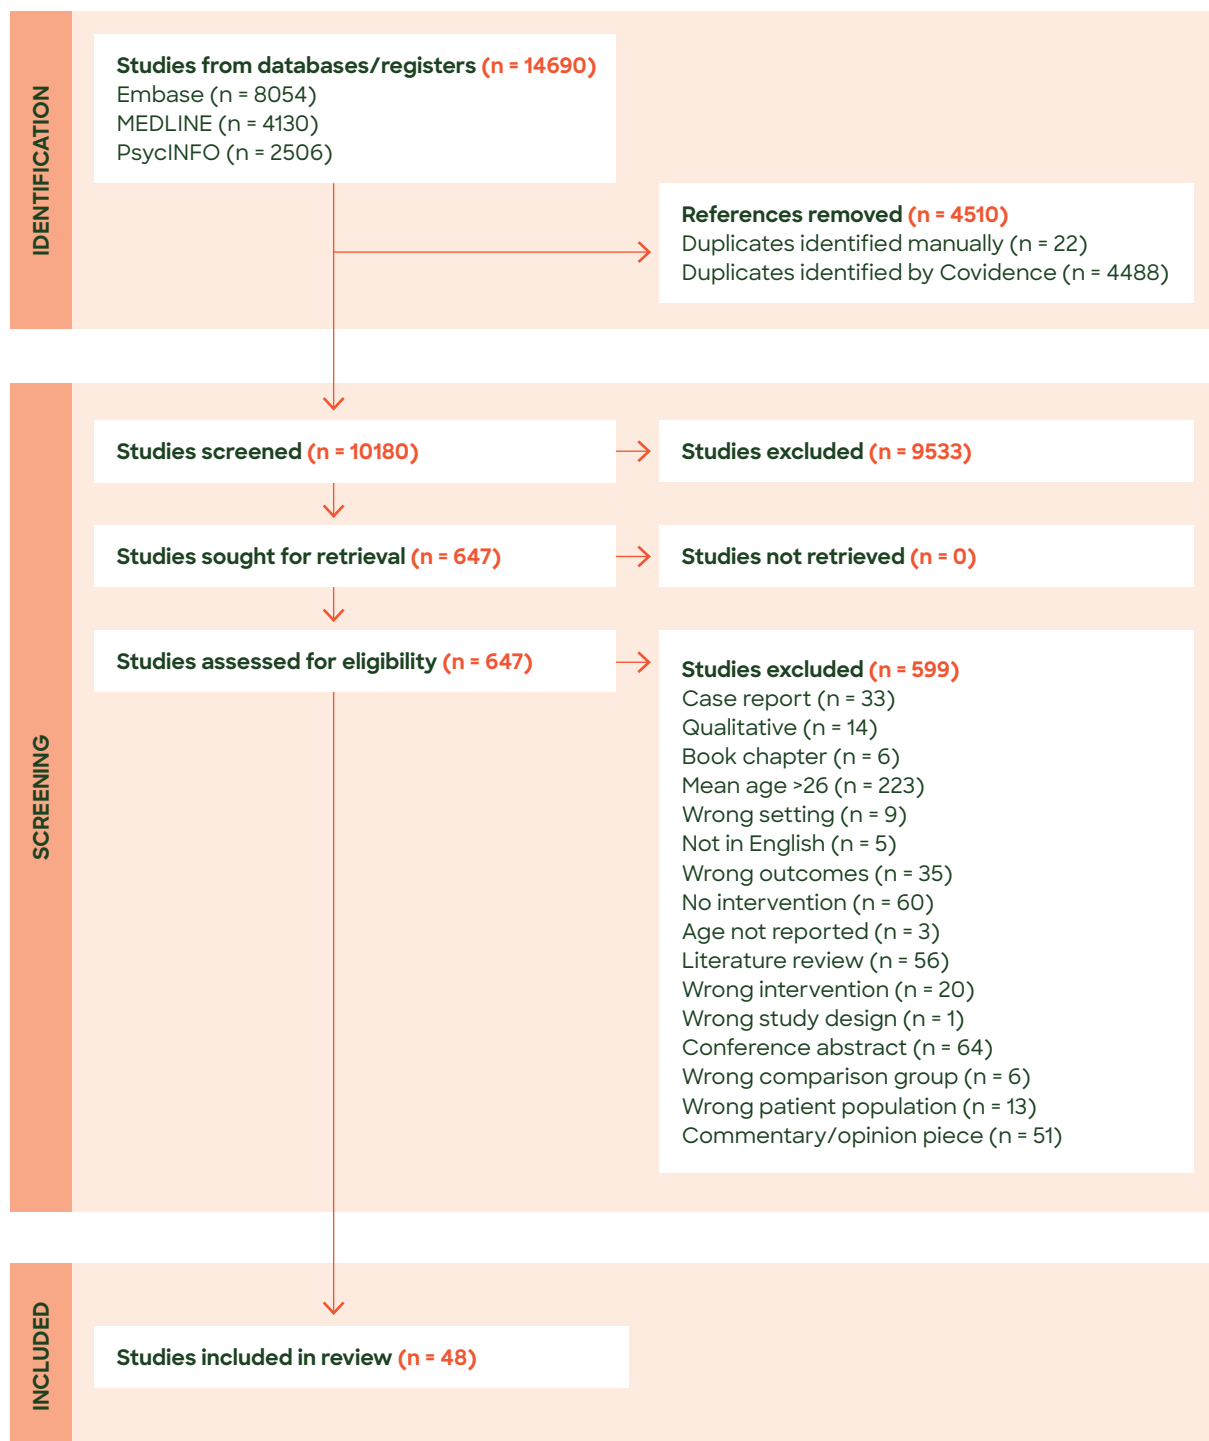 IDENTIFICATION
Studies from databases/registers (n = 14690)
Embase (n = 8054)
MEDLINE (n = 4130)
PsycINFO (n = 2506)
References removed (n = 4510)
Duplicates identified manually (n = 22)
Duplicates identified by Covidence (n = 4488)
SCREENING
Studies screened (n = 10180)
Studies excluded (n = 9533)
Studies sought for retrieval (n = 647)
Studies not retrieved (n = 0)
Studies assessed for eligibility (n = 647)
Studies excluded (n = 599)
Case report (n = 33)
Qualitative (n = 14)
Book chapter (n = 6)
Mean age >26 (n = 223)
Wrong setting (n = 9)
Not in English (n = 5)
Wrong outcomes (n = 35)
No intervention (n = 60)
Age not reported (n = 3)
Literature review (n = 56)
Wrong intervention (n = 20)
Wrong study design (n = 1)
Conference abstract (n = 64)
Wrong comparison group (n = 6)
Wrong patient population (n = 13)
Commentary/opinion piece (n = 51)
INCLUDED
Studies included in review (n = 48)